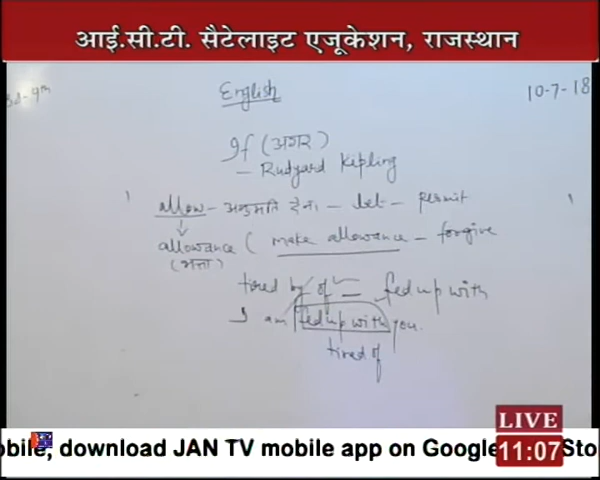 आई.सी.टी. सैटेलाइट एजूकेशन, राजस्थान
English
10-7-18
If (अगर)
- Rudyard Kipling
allow - अनुमति देना। - let - permit
allowance ( make allowance - forgive
(भत्ता)
tired by of - fed up with
I am fed up with you.
tired of
LIVE
11:07
obile, download JAN TV mobile app on Google Sto